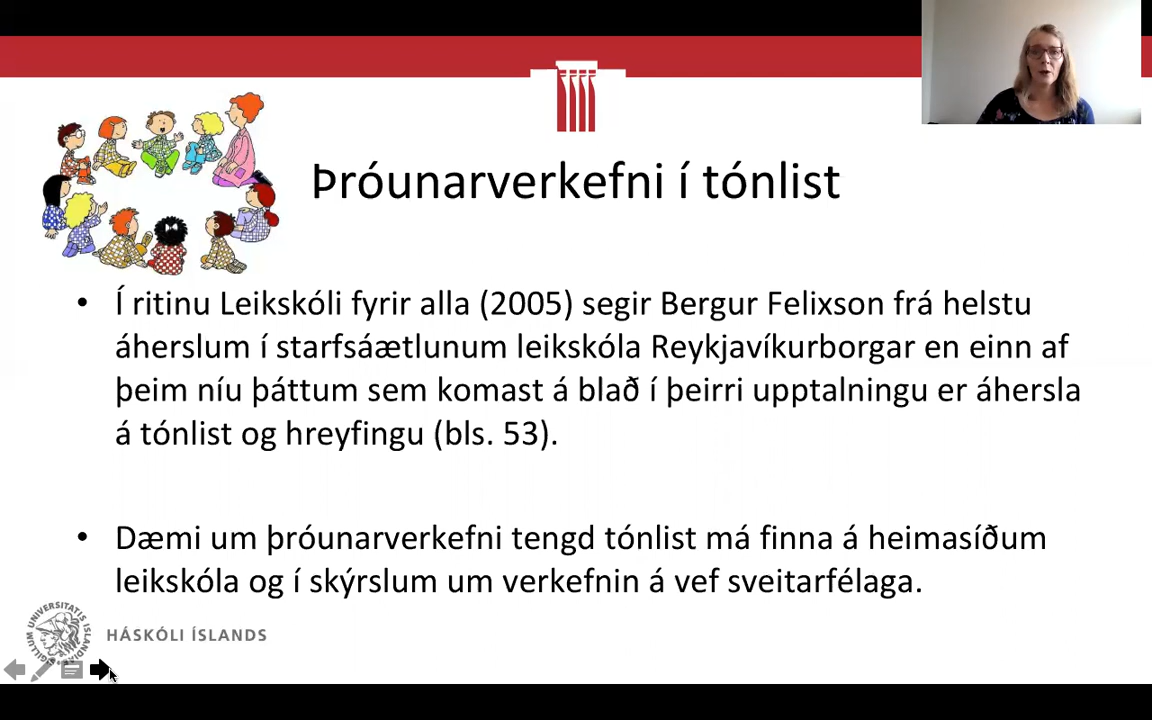 Þróunarverkefni í tónlist
• Í ritinu Leikskóli fyrir alla (2005) segir Bergur Felixson frá helstu
áherslum í starfsáætlunum leikskóla Reykjavíkurborgar en einn af
þeim níu þáttum sem komast á blað í þeirri upptalningu er áhersla
á tónlist og hreyfingu (bls. 53).
• Dæmi um þróunarverkefni tengd tónlist má finna á heimasíðum
leikskóla og í skýrslum um verkefnin á vef sveitarfélaga.
HÁSKÓLI ÍSLANDS